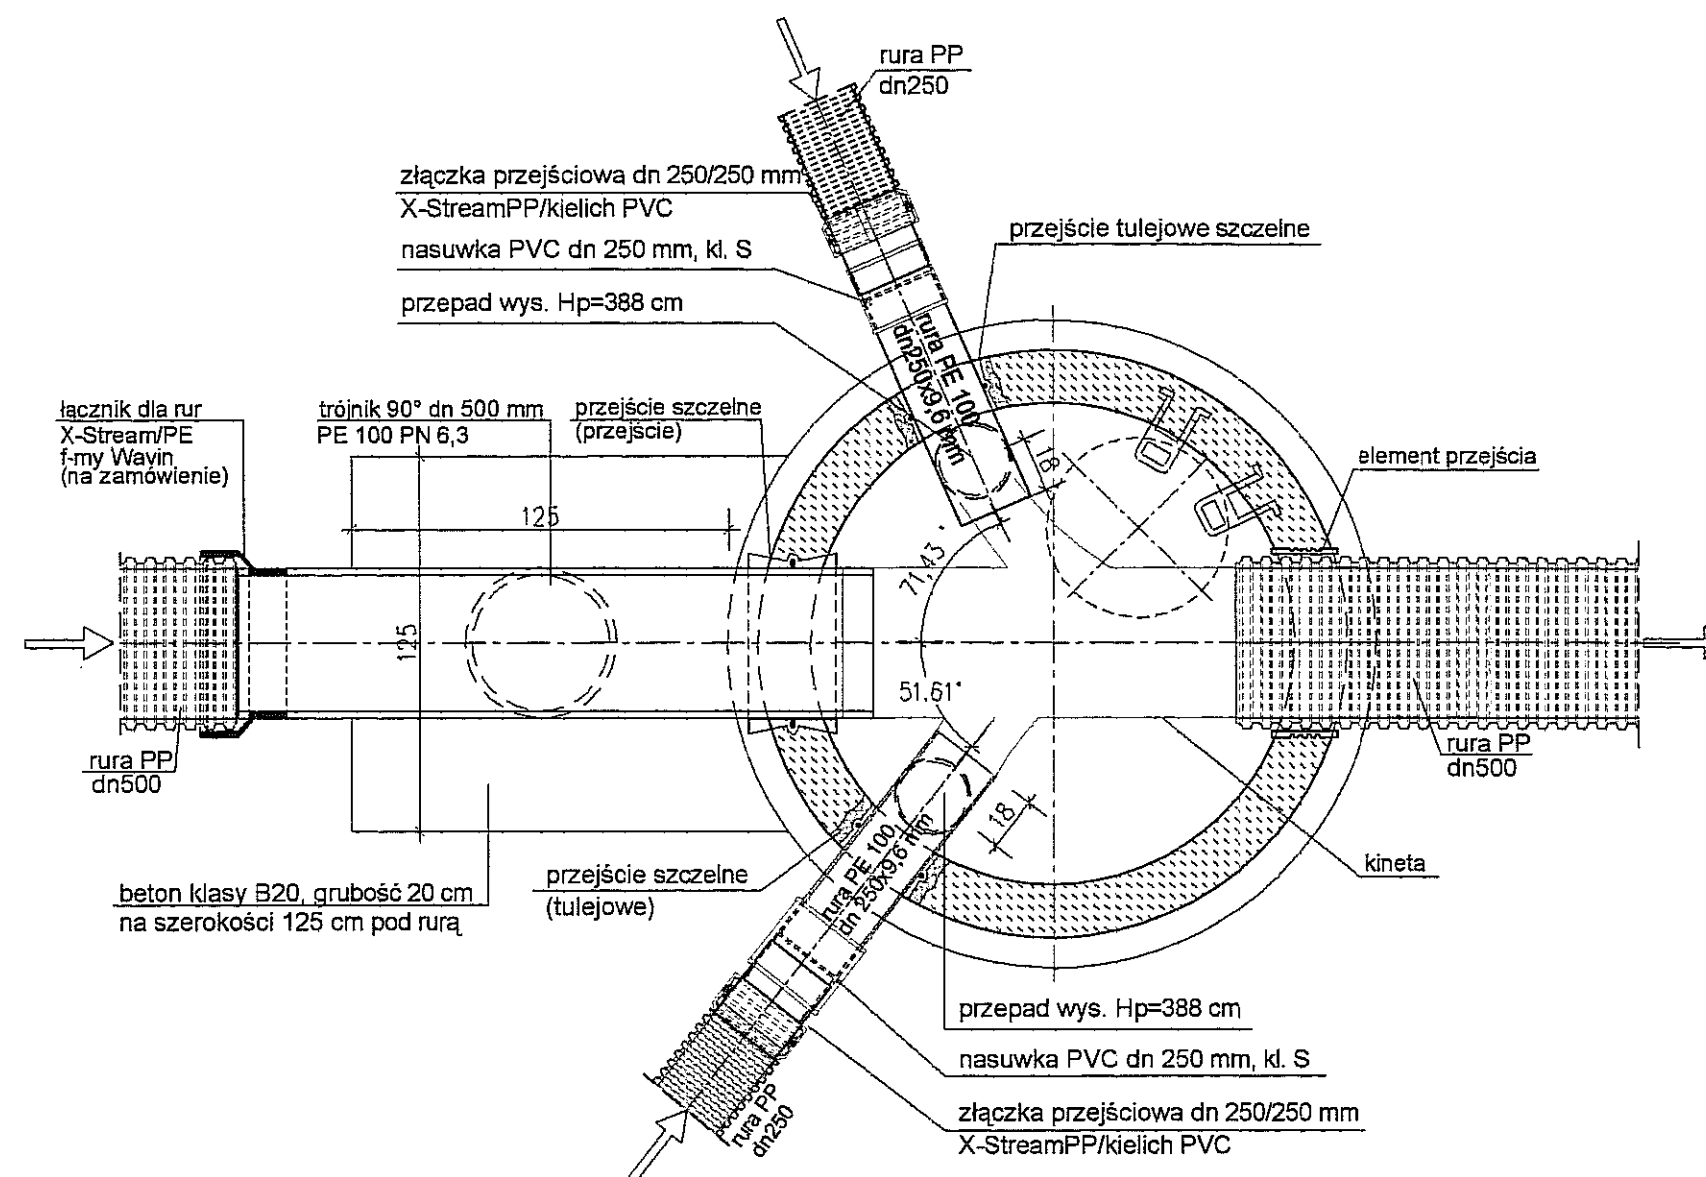 rura PP
dn250
złączka przejściowa dn 250/250 mm
X-StreamPP/kielich PVC
nasuwka PVC dn 250 mm, kl. S
przejście tulejowe szczelne
przepad wys. Hp=388 cm
rura PE 100
dn250x9,6 mm
łącznik dla rur
X-Stream/PE
f-my Wavin
(na zamówienie)
trójnik 90° dn 500 mm
PE 100 PN 6,3
przejście szczelne
(przejście)
18
element przejścia
125
71,43°
125
51,61°
rura PP
dn500
rura PP
dn500
18
rura PE 100
dn 250x9,6 mm
kineta
przejście szczelne
(tulejowe)
beton klasy B20, grubość 20 cm
na szerokości 125 cm pod rurą
przepad wys. Hp=388 cm
nasuwka PVC dn 250 mm, kl. S
złączka przejściowa dn 250/250 mm
X-StreamPP/kielich PVC
rura PP
dn250